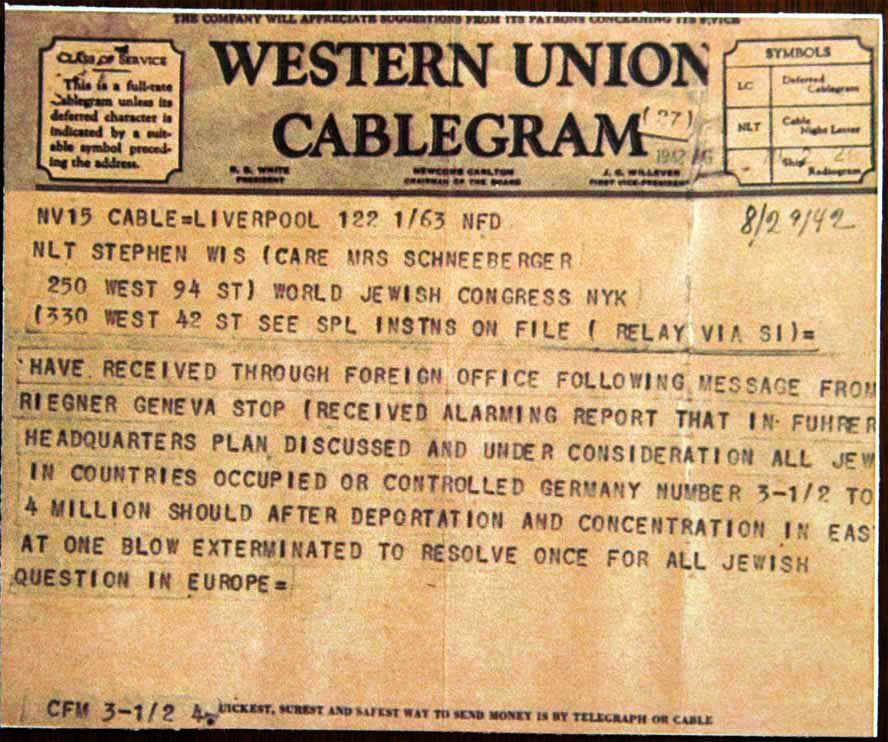 THE COMPANY WILL APPRECIATE SUGGESTIONS FROM ITS PATRONS CONCERNING ITS SERVICE
CLASS OF SERVICE
This is a full-rate
Cablegram unless its
deferred character is
indicated by a suit-
able symbol preced-
ing the address.
WESTERN UNION
CABLEGRAM
(27)
1942
R. B. WHITE
PRESIDENT
NEWCOMB CARLTON
CHAIRMAN OF THE BOARD
J. C. WILLEVER
FIRST VICE-PRESIDENT
SYMBOLS
LC Deferred Cablegram
NLT Cable Night Letter
Ship Radiogram
NV15 CABLE=LIVERPOOL 122 1/63 NFD
8/29/42
NLT STEPHEN WIS (CARE MRS SCHNEEBERGER
250 WEST 94 ST) WORLD JEWISH CONGRESS NYK
(330 WEST 42 ST SEE SPL INSTNS ON FILE ( RELAY VIA SI)=
HAVE RECEIVED THROUGH FOREIGN OFFICE FOLLOWING MESSAGE FROM
RIEGNER GENEVA STOP (RECEIVED ALARMING REPORT THAT IN FUHRER
HEADQUARTERS PLAN DISCUSSED AND UNDER CONSIDERATION ALL JEW
IN COUNTRIES OCCUPIED OR CONTROLLED GERMANY NUMBER 3-1/2 TO
4 MILLION SHOULD AFTER DEPORTATION AND CONCENTRATION IN EAS
AT ONE BLOW EXTERMINATED TO RESOLVE ONCE FOR ALL JEWISH
QUESTION IN EUROPE=
CFM 3-1/2 4
UICKEST, SUREST AND SAFEST WAY TO SEND MONEY IS BY TELEGRAPH OR CABLE